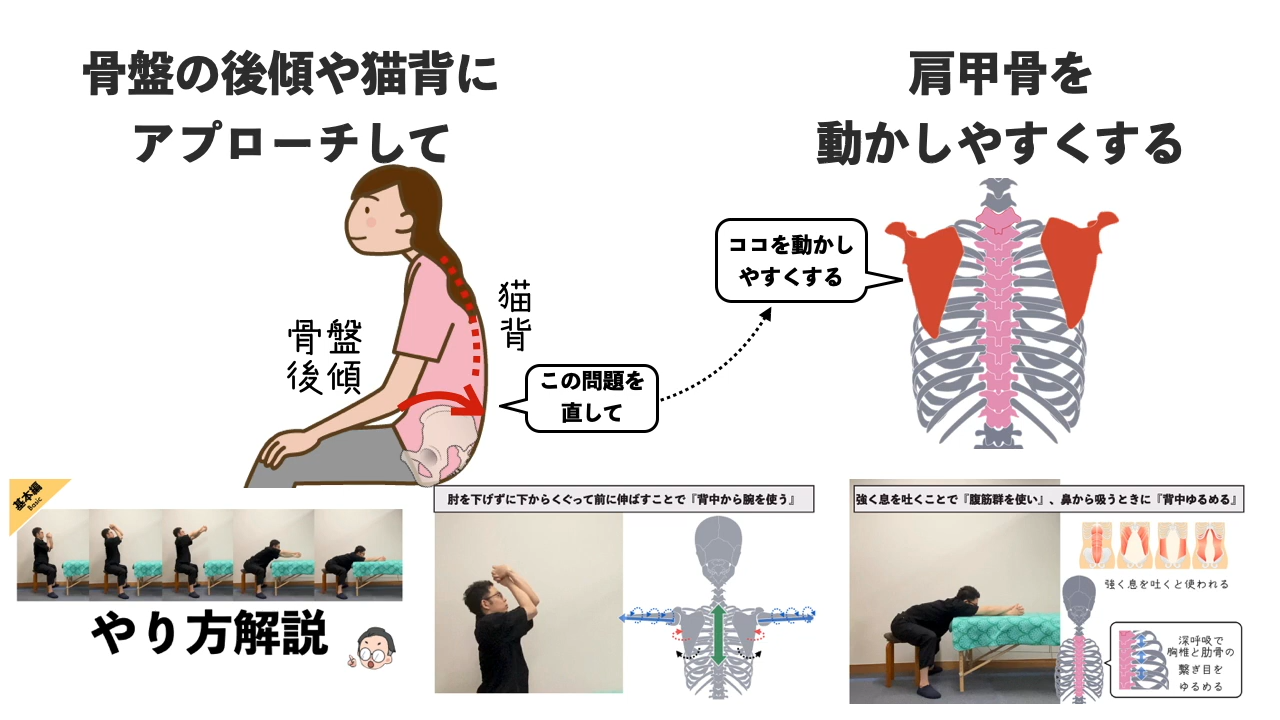 骨盤の後傾や猫背に
アプローチして
肩甲骨を
動かしやすくする
猫
背
骨盤
後傾
この問題を
直して
ココを動かし
やすくする
基本編
Basic
やり方解説
肘を下げずに下からくぐって前に伸ばすことで『背中から腕を使う』
強く息を吐くことで『腹筋群を使い』、鼻から吸うときに『背中ゆるめる』
強く息を吐くと使われる
深呼吸で
胸椎と肋骨の
繋ぎ目を
ゆるめる